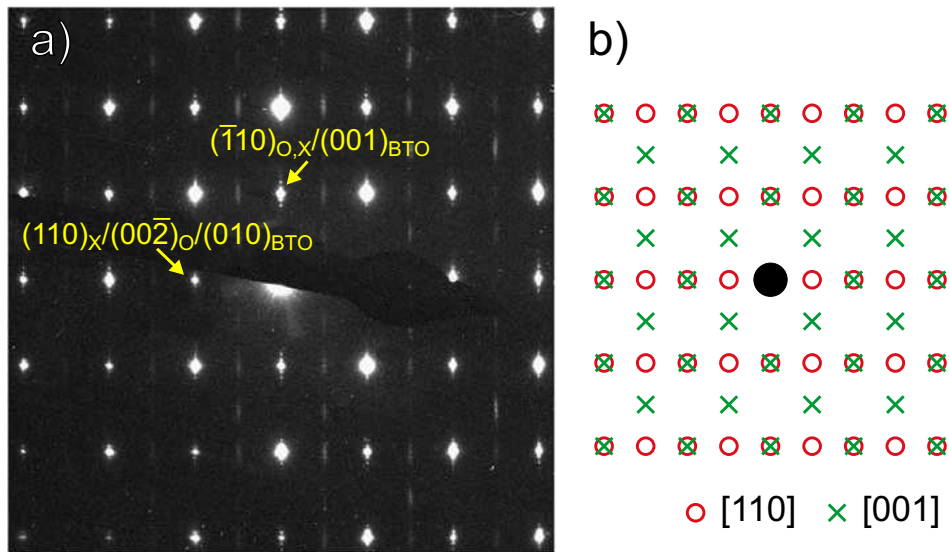 a)
b)
(1̅10)O,X/(001)BTO
(110)X/(002̅)O/(010)BTO
[110] [001]